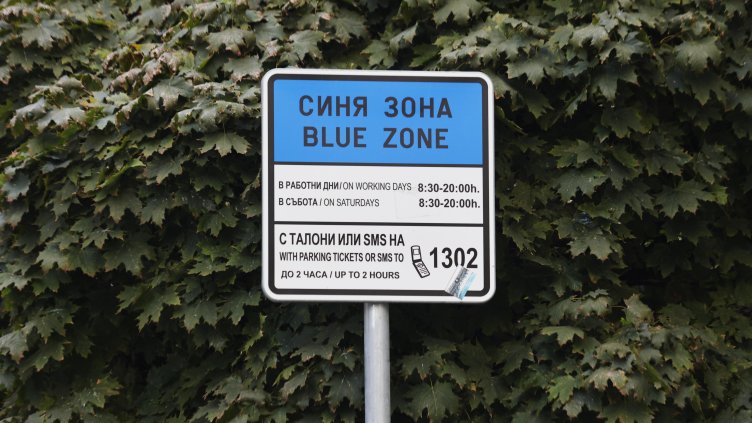 СИНЯ ЗОНА
BLUE ZONE
В РАБОТНИ ДНИ / ON WORKING DAYS 8:30-20:00h.
В СЪБОТА / ON SATURDAYS 8:30-20:00h.
С ТАЛОНИ ИЛИ SMS НА
WITH PARKING TICKETS OR SMS TO 1302
ДО 2 ЧАСА / UP TO 2 HOURS